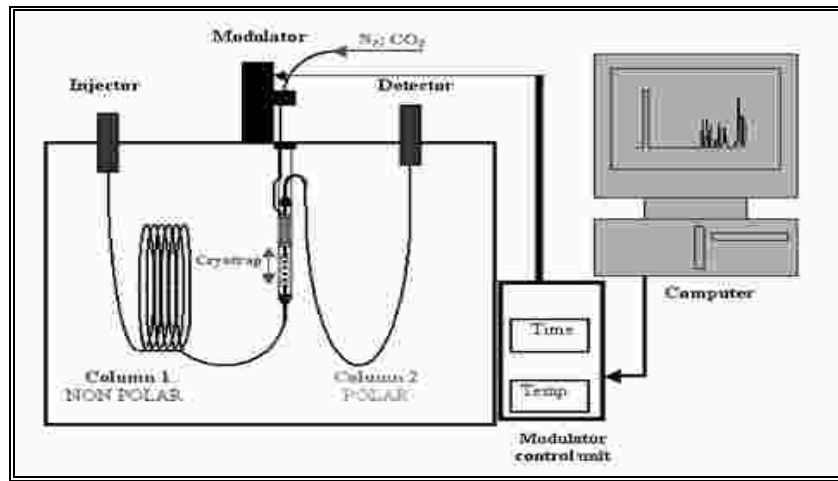 Modulator
N₂; CO₂
Injector
Detector
Cryotrap
Column 1
NON POLAR
Column 2
POLAR
Computer
Time
Temp
Modulator
control unit